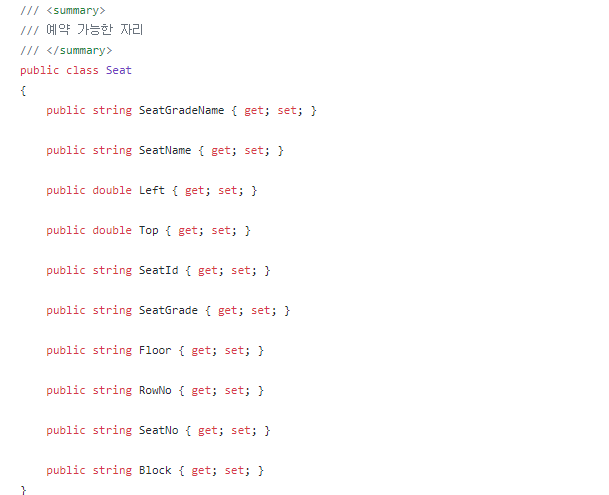 /// <summary>
/// 예약 가능한 자리
/// </summary>
public class Seat
{
public string SeatGradeName { get; set; }
public string SeatName { get; set; }
public double Left { get; set; }
public double Top { get; set; }
public string SeatId { get; set; }
public string SeatGrade { get; set; }
public string Floor { get; set; }
public string RowNo { get; set; }
public string SeatNo { get; set; }
public string Block { get; set; }
}